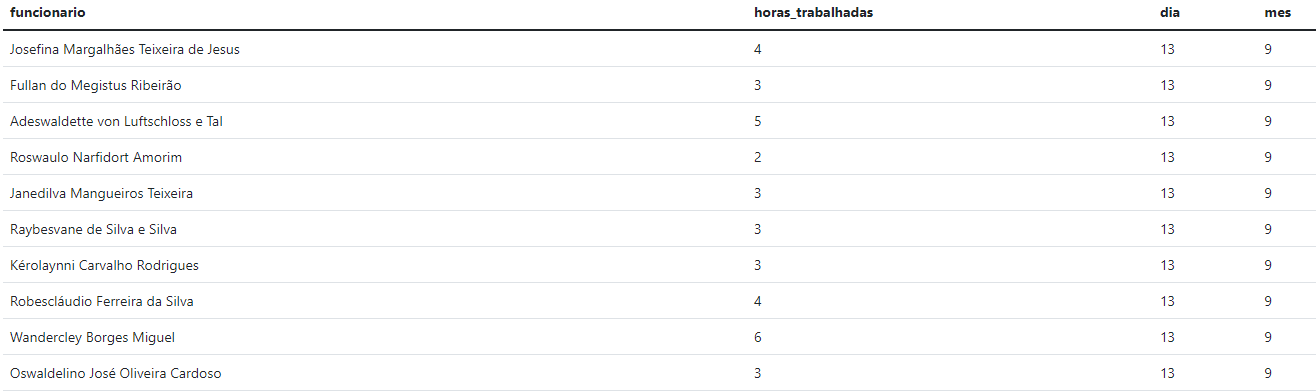 funcionario horas_trabalhadas dia mes
Josefina Margalhães Teixeira de Jesus 4 13 9
Fullan do Megistus Ribeirão 3 13 9
Adeswaldette von Luftschloss e Tal 5 13 9
Roswaulo Narfidort Amorim 2 13 9
Janedilva Mangueiros Teixeira 3 13 9
Raybesvane de Silva e Silva 3 13 9
Kérolaynni Carvalho Rodrigues 3 13 9
Robescláudio Ferreira da Silva 4 13 9
Wandercley Borges Miguel 6 13 9
Oswaldelino José Oliveira Cardoso 3 13 9